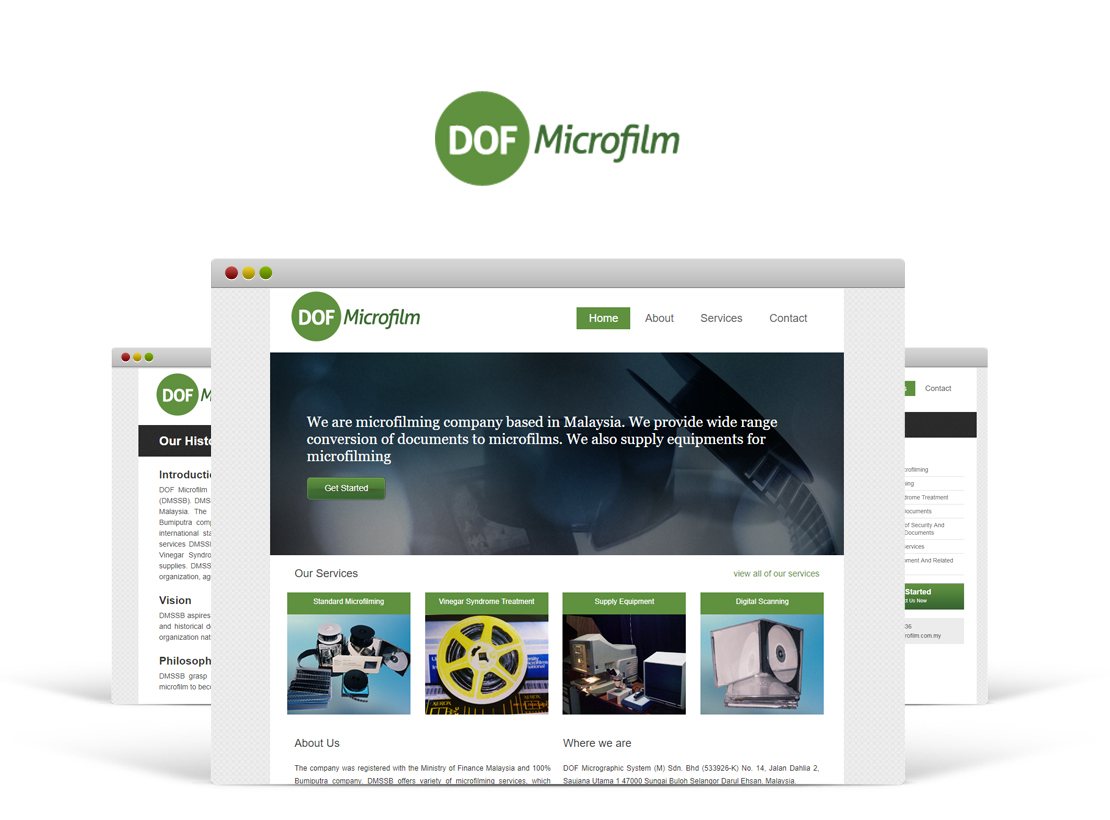 DOF Microfilm
DOF Microfilm
Home About Services Contact
We are microfilming company based in Malaysia. We provide wide range
conversion of documents to microfilms. We also supply equipments for
microfilming
Get Started
Our Services
view all of our services
Standard Microfilming
Vinegar Syndrome Treatment
Supply Equipment
Digital Scanning
XEROX
XEROX
About Us
The company was registered with the Ministry of Finance Malaysia and 100%
Bumiputra company. DMSSB offers variety of microfilming services, which
Where we are
DOF Micrographic System (M) Sdn. Bhd (533926-K) No. 14, Jalan Dahlia 2,
Saujana Utama 1 47000 Sungai Buloh Selangor Darul Ehsan, Malaysia.
DOF M
Our Histo
Introductio
DOF Microfilm
(DMSSB). DMS
Malaysia. The
Bumiputra comp
international sta
services DMSS
Vinegar Syndro
supplies. DMSS
organization, ag
Vision
DMSSB aspires
and historical d
organization nat
Philosoph
DMSSB grasp
microfilm to beco
Contact
crofilming
ning
drome Treatment
Documents
of Security And
Documents
Services
ment And Related
Started
ct Us Now
36
rofilm.com.my